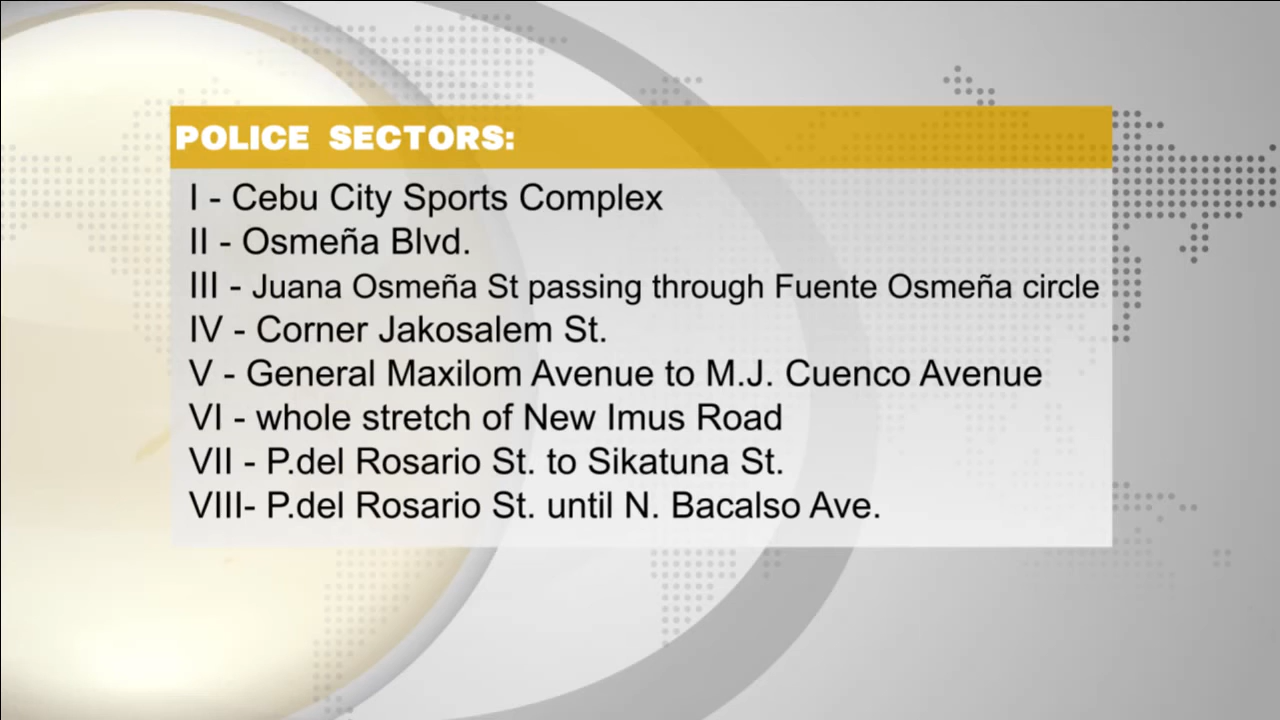 POLICE SECTORS:
I - Cebu City Sports Complex
II - Osmeña Blvd.
III - Juana Osmeña St passing through Fuente Osmeña circle
IV - Corner Jakosalem St.
V - General Maxilom Avenue to M.J. Cuenco Avenue
VI - whole stretch of New Imus Road
VII - P.del Rosario St. to Sikatuna St.
VIII- P.del Rosario St. until N. Bacalso Ave.